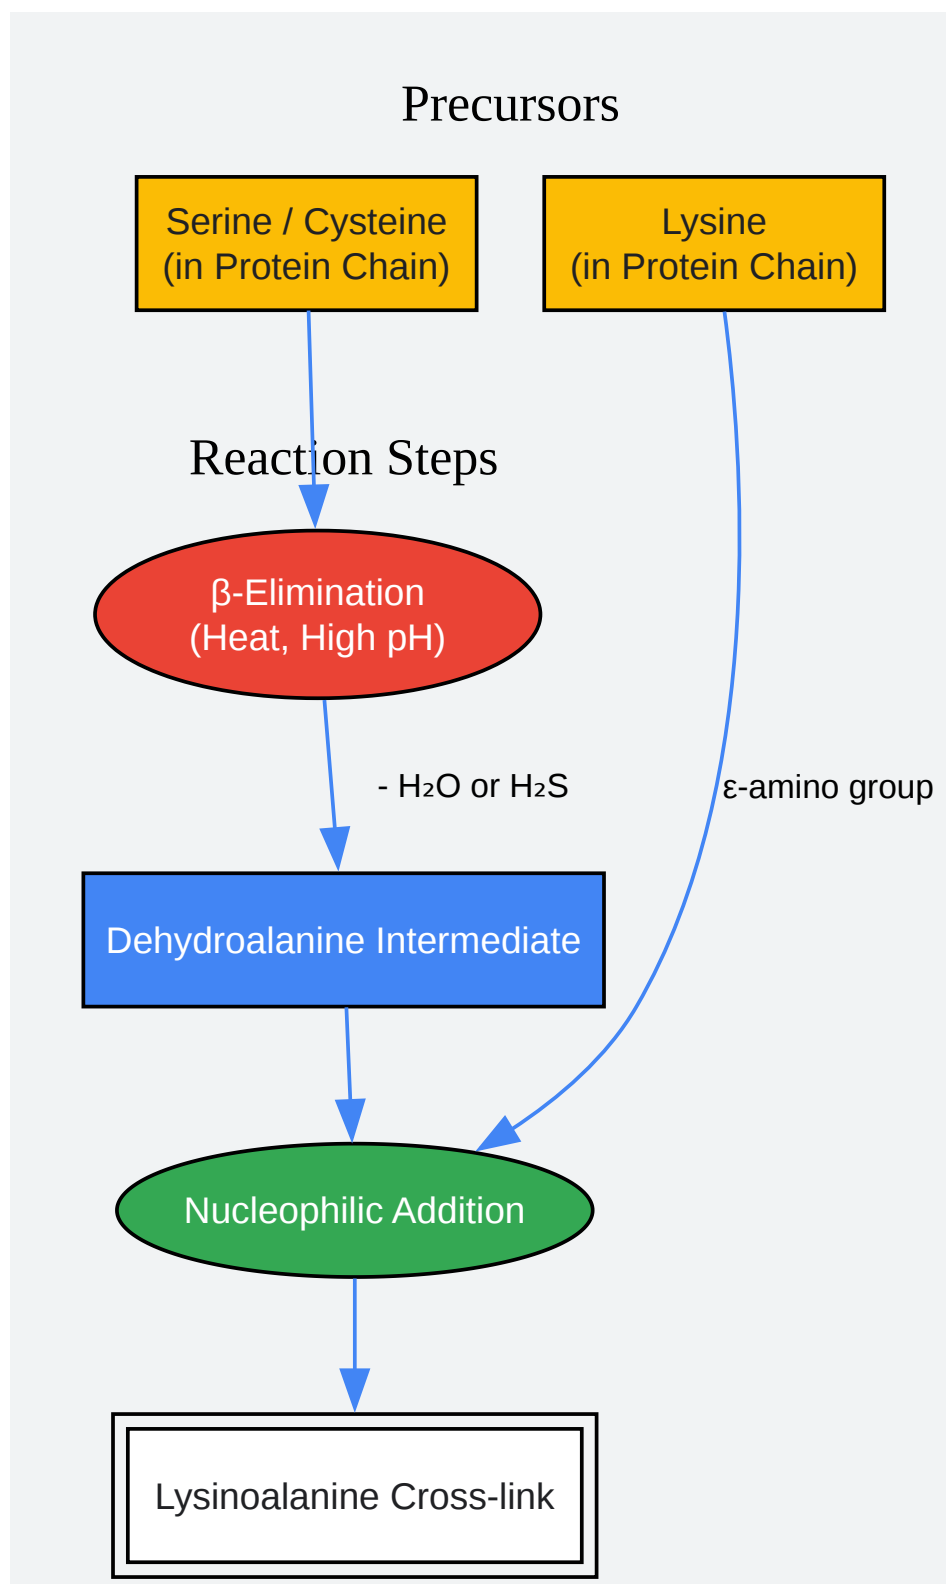 Precursors
Serine / Cysteine
(in Protein Chain)
Lysine
(in Protein Chain)
Reaction Steps
β-Elimination
(Heat, High pH)
- H₂O or H₂S
ε-amino group
Dehydroalanine Intermediate
Nucleophilic Addition
Lysinoalanine Cross-link